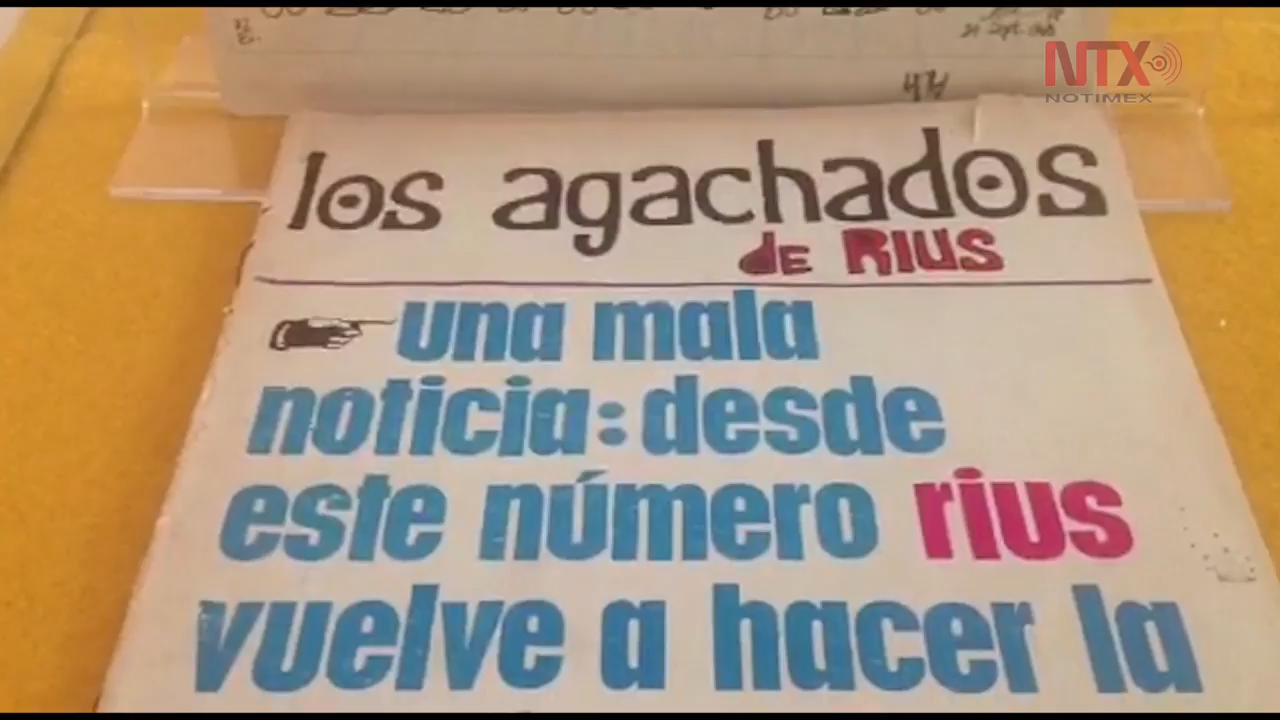 NTX
NOTIMEX
los agachados
de RIUS
una mala
noticia: desde
este número rius
vuelve a hacer la